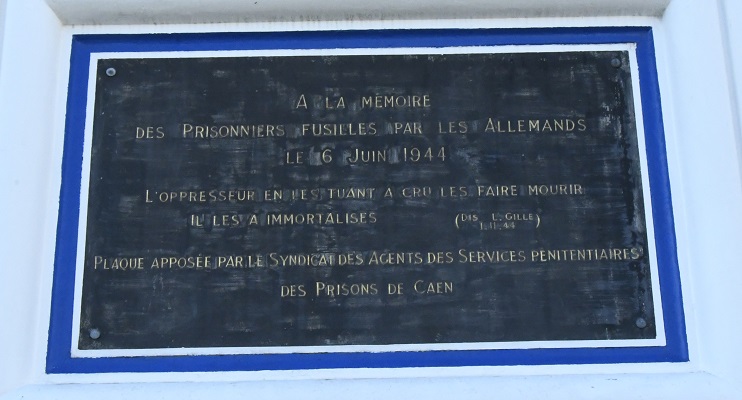 A LA MEMOIRE
DES PRISONNIERS FUSILLES PAR LES ALLEMANDS
LE 6 JUIN 1944
L'OPPRESSEUR EN LES TUANT A CRU LES FAIRE MOURIR
IL LES A IMMORTALISES (DIS L. GILLE)
1.11.44
PLAQUE APPOSÉE PAR LE SYNDICAT DES AGENTS DES SERVICES PENITENTIAIRES
DES PRISONS DE CAEN